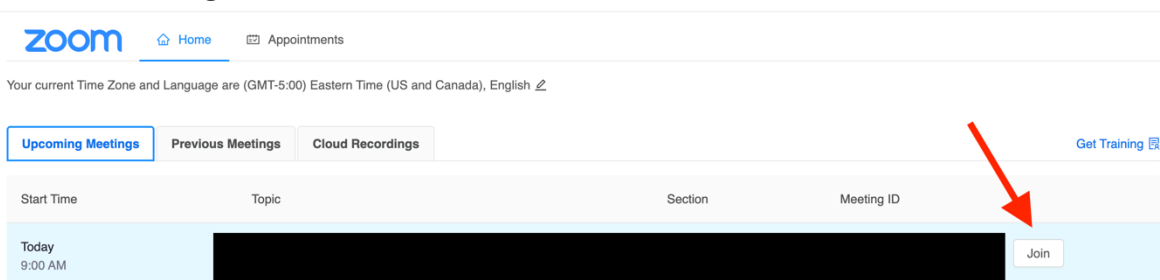 zoom Home Appointments
Your current Time Zone and Language are (GMT-5:00) Eastern Time (US and Canada), English
Upcoming Meetings Previous Meetings Cloud Recordings Get Training
Start Time Topic Section Meeting ID
Today
Join
9:00 AM